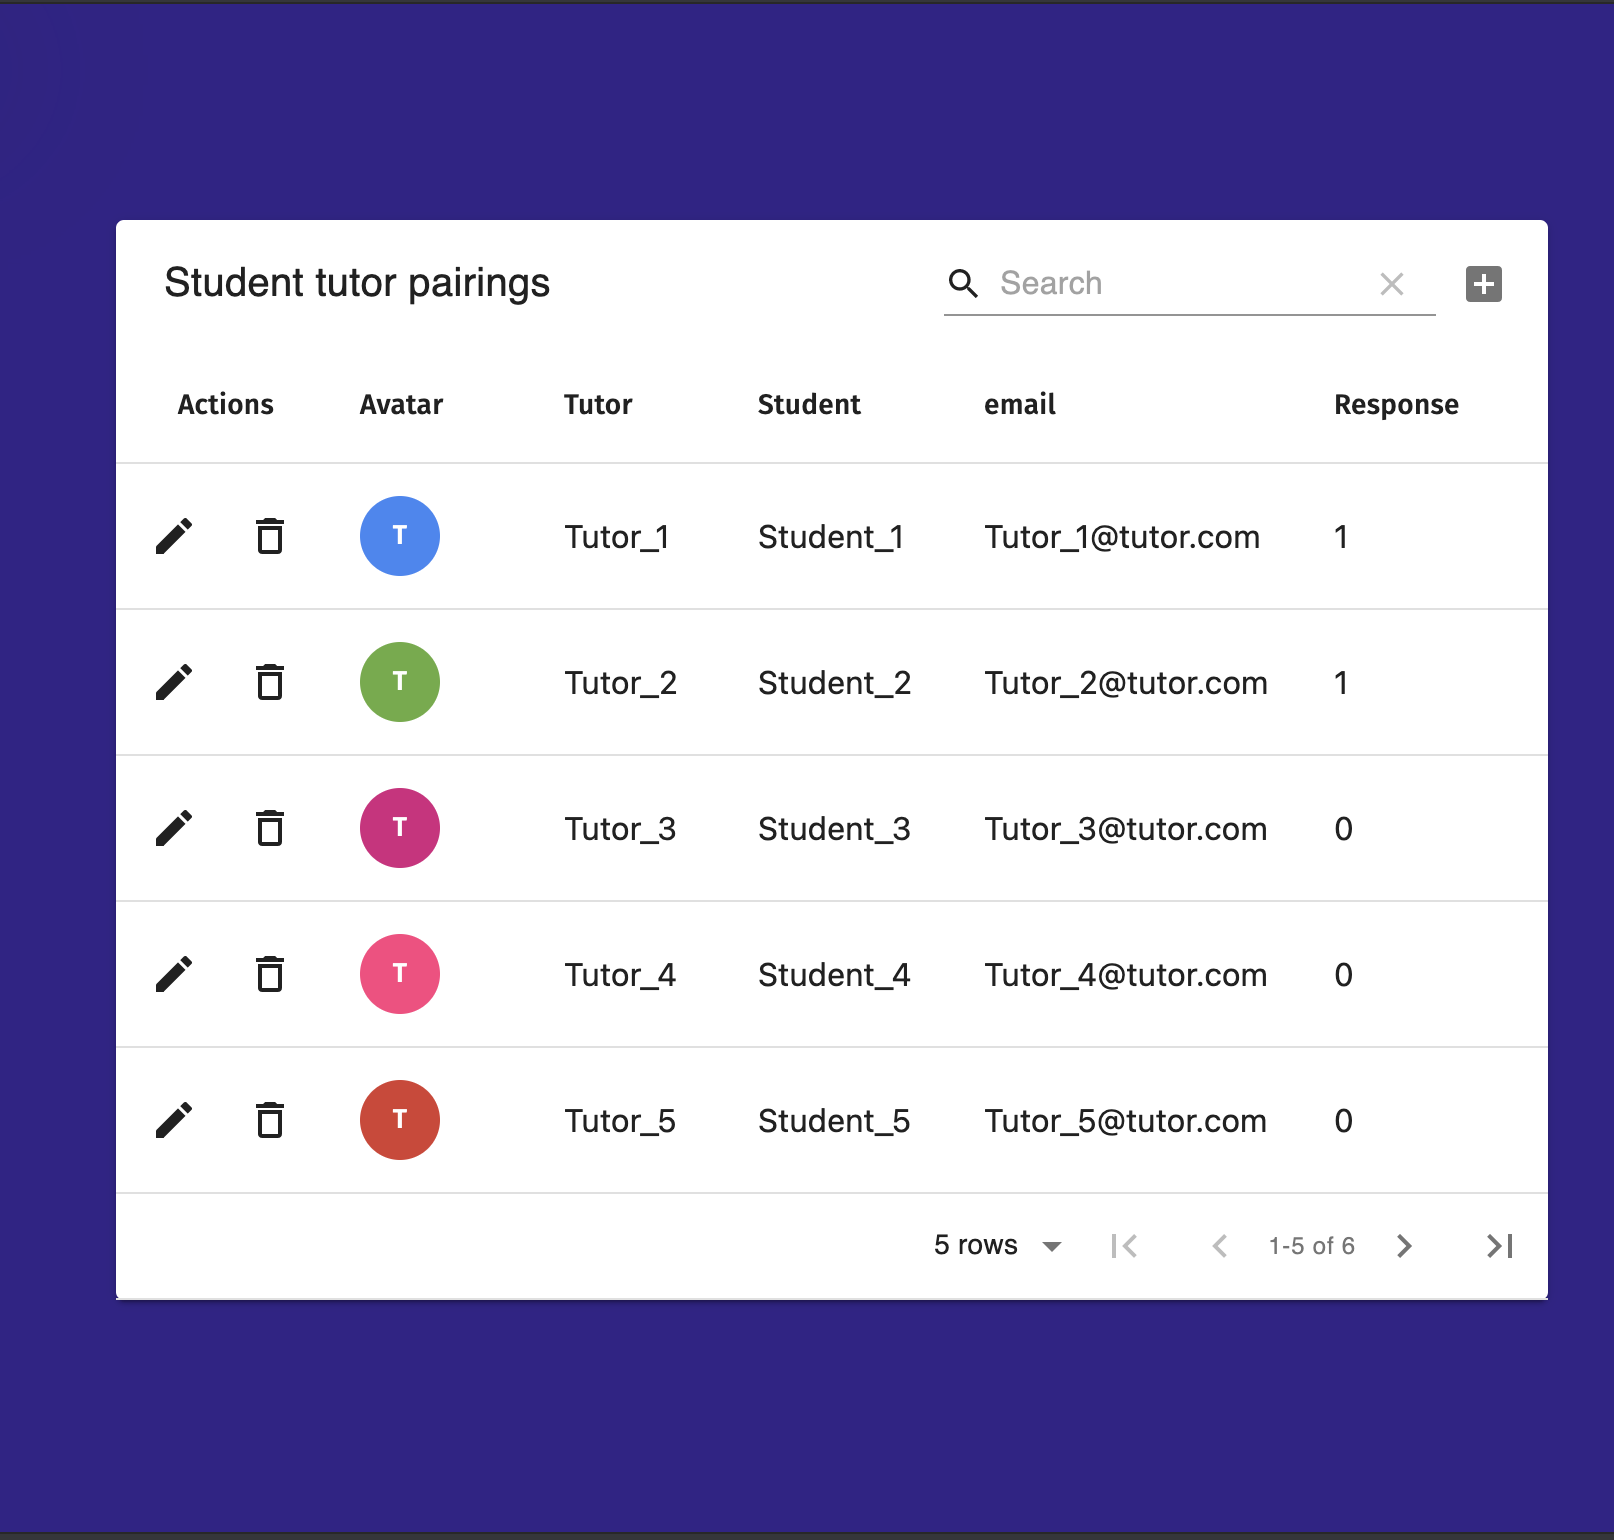 Student tutor pairings Search
Actions Avatar Tutor Student email Response
T Tutor_1 Student_1 Tutor_1@tutor.com 1
T Tutor_2 Student_2 Tutor_2@tutor.com 1
T Tutor_3 Student_3 Tutor_3@tutor.com 0
T Tutor_4 Student_4 Tutor_4@tutor.com 0
T Tutor_5 Student_5 Tutor_5@tutor.com 0
5 rows 1-5 of 6